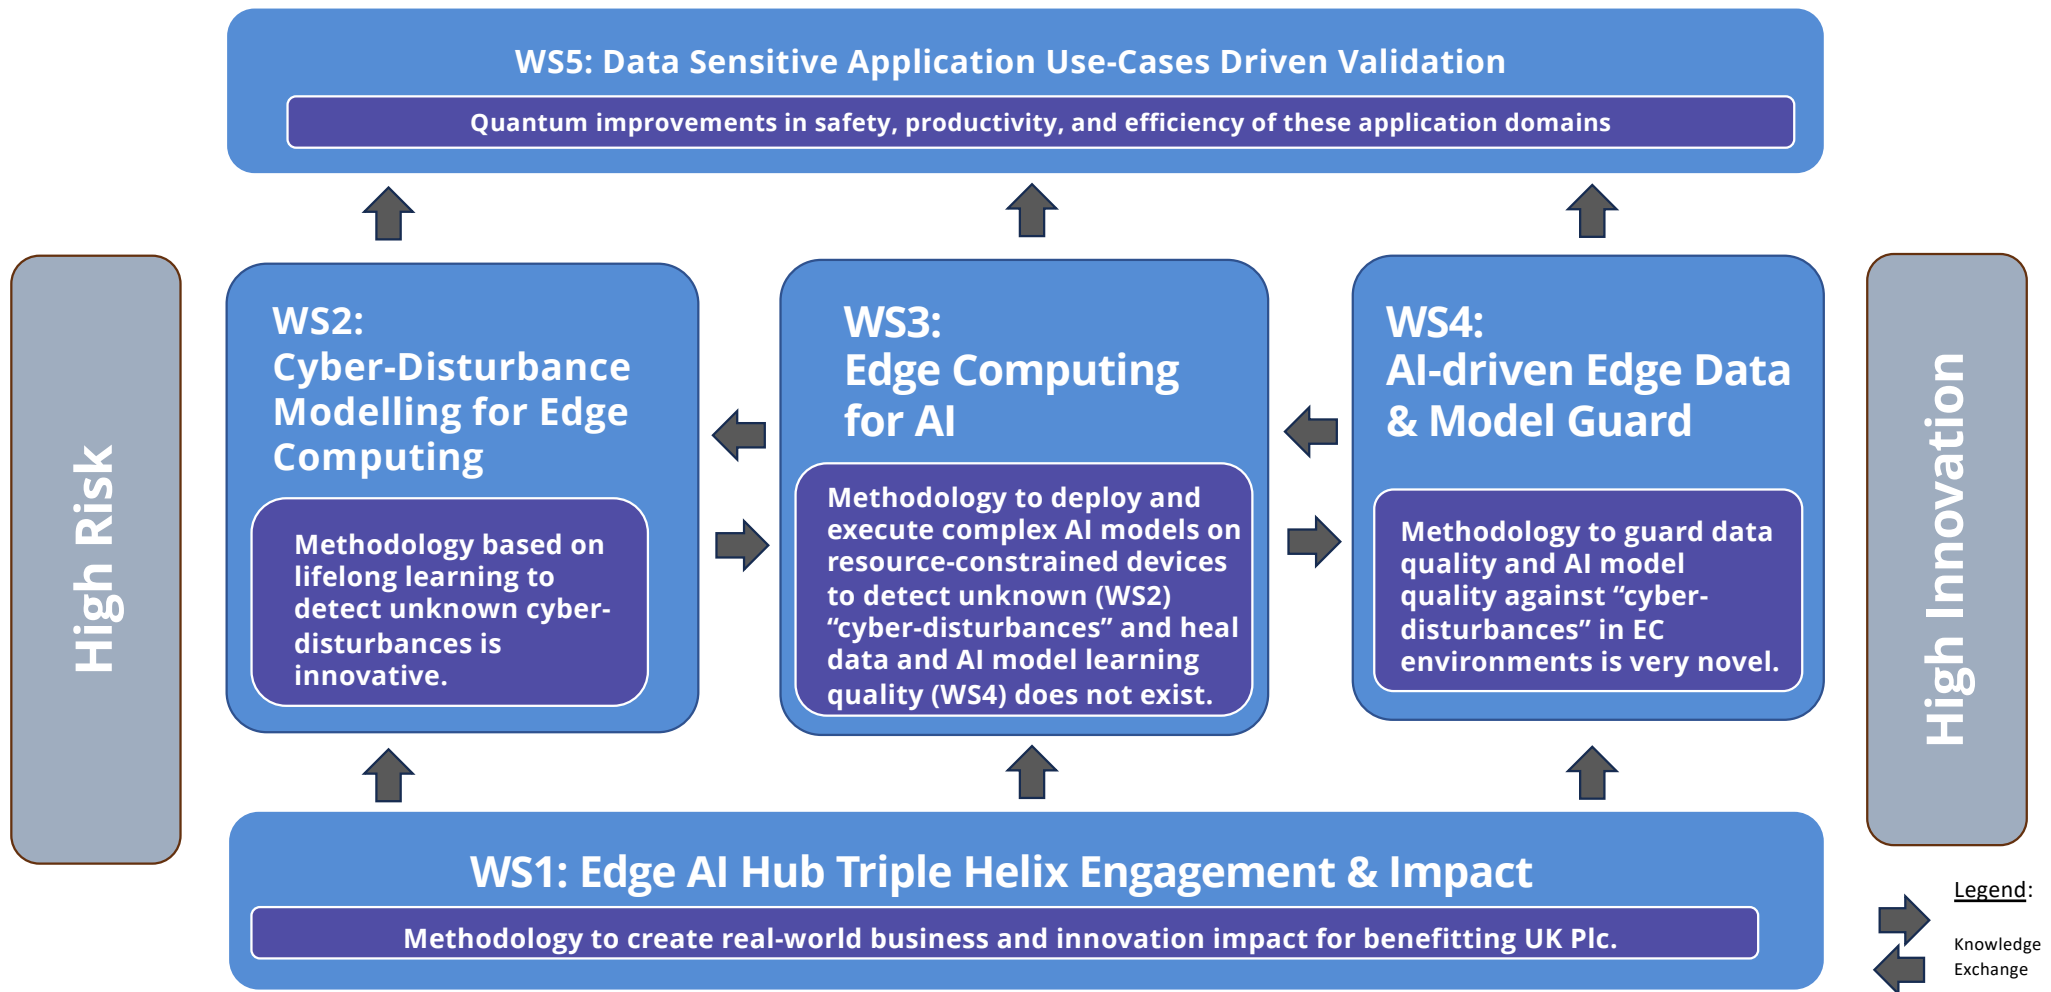 WS5: Data Sensitive Application Use-Cases Driven Validation
Quantum improvements in safety, productivity, and efficiency of these application domains
High Risk
WS2:
Cyber-Disturbance
Modelling for Edge
Computing
Methodology based on
lifelong learning to
detect unknown cyber-
disturbances is
innovative.
WS3:
Edge Computing
for AI
Methodology to deploy and
execute complex AI models on
resource-constrained devices
to detect unknown (WS2)
“cyber-disturbances” and heal
data and AI model learning
quality (WS4) does not exist.
WS4:
AI-driven Edge Data
& Model Guard
Methodology to guard data
quality and AI model
quality against “cyber-
disturbances” in EC
environments is very novel.
High Innovation
WS1: Edge AI Hub Triple Helix Engagement & Impact
Methodology to create real-world business and innovation impact for benefitting UK Plc.
Legend:
Knowledge
Exchange